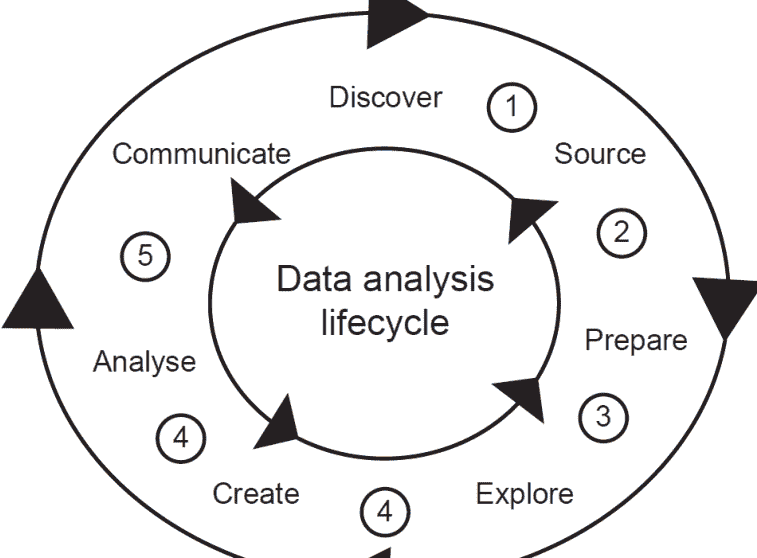 Discover
1
Source
2
Prepare
3
Explore
4
Create
4
Analyse
5
Communicate
Data analysis
lifecycle